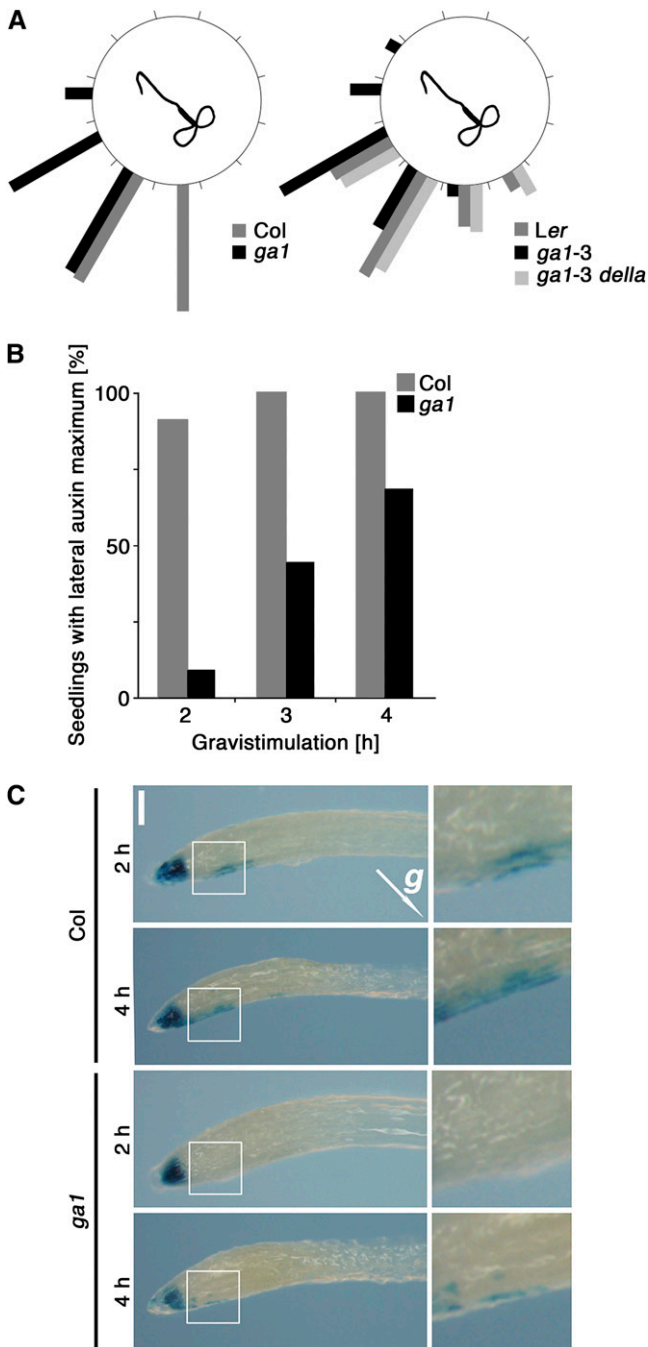 A
Col
ga1
Ler
ga1-3
ga1-3 della
B
Seedlings with lateral auxin maximum [%]
100
50
0
Col
ga1
2 3 4
Gravistimulation [h]
C
Col
2 h
g
4 h
ga1
2 h
4 h